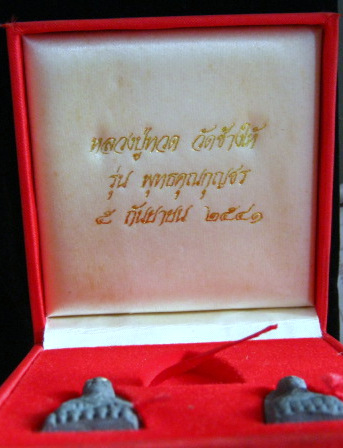 หลวงปู่ทวด วัดช้างให้
รุ่น พุทธคุณกุญชร
๕ กันยายน ๒๕๔๑